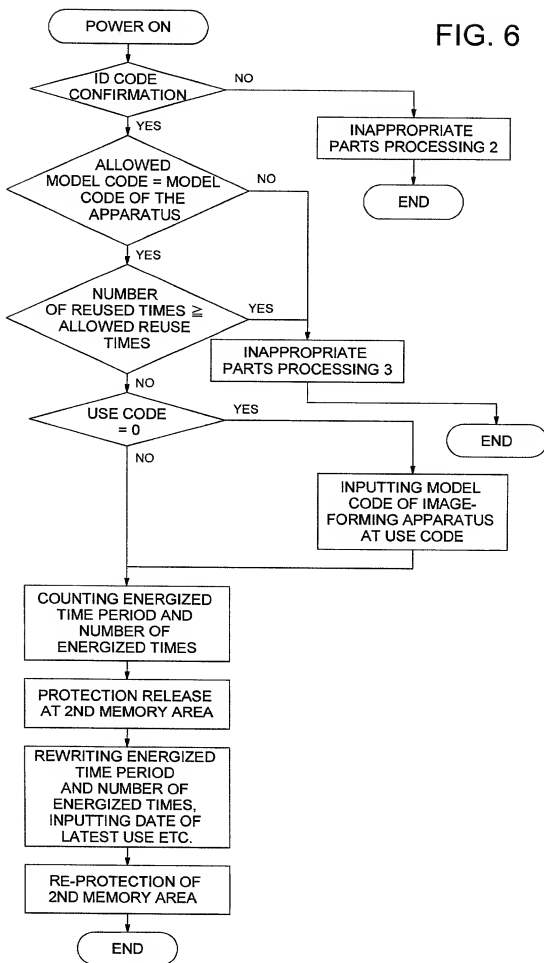 FIG. 6
POWER ON
ID CODE
CONFIRMATION
NO
YES
INAPPROPRIATE
PARTS PROCESSING 2
END
ALLOWED
MODEL CODE = MODEL
CODE OF THE
APPARATUS
NO
YES
NUMBER
OF REUSED TIMES ≧
ALLOWED REUSE
TIMES
YES
NO
INAPPROPRIATE
PARTS PROCESSING 3
END
USE CODE
= 0
YES
NO
INPUTTING MODEL
CODE OF IMAGE-
FORMING APPARATUS
AT USE CODE
COUNTING ENERGIZED
TIME PERIOD AND
NUMBER OF
ENERGIZED TIMES
PROTECTION RELEASE
AT 2ND MEMORY AREA
REWRITING ENERGIZED
TIME PERIOD
AND NUMBER OF
ENERGIZED TIMES,
INPUTTING DATE OF
LATEST USE ETC.
RE-PROTECTION OF
2ND MEMORY AREA
END